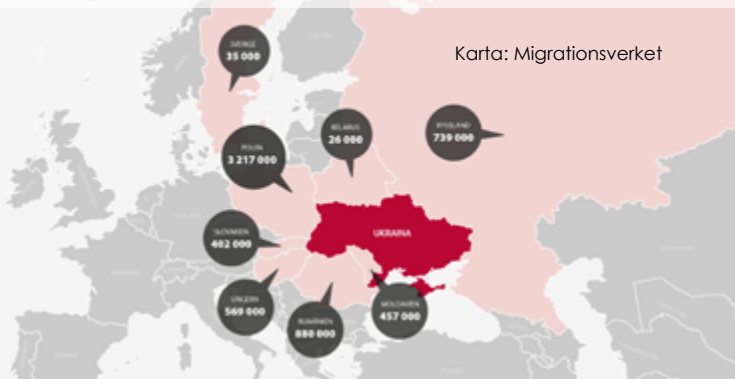 SVERIGE
35 000
Karta: Migrationsverket
BELARUS
26 000
RYSSLAND
739 000
POLEN
3 217 000
UKRAINA
SLOVAKIEN
402 000
UNGERN
569 000
MOLDAVIEN
457 000
RUMÄNIEN
880 000